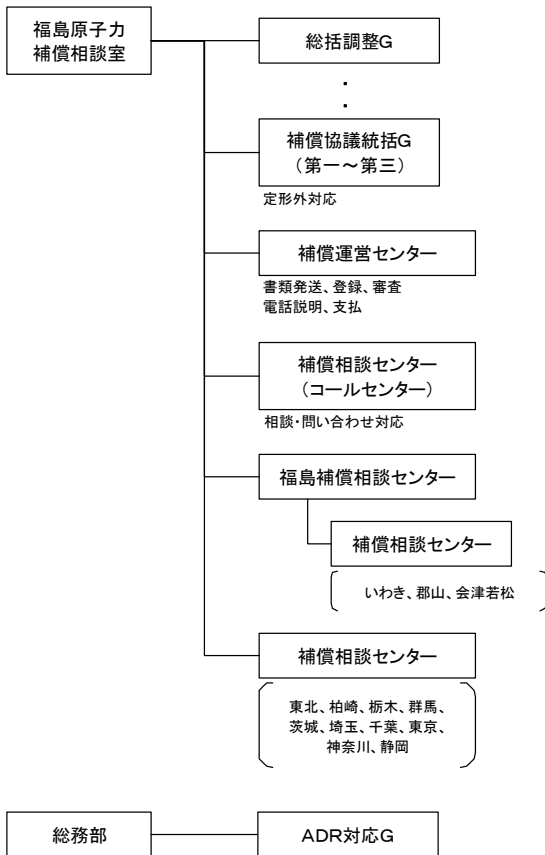 福島原子力
補償相談室
総括調整G
・
・
補償協議統括G
（第一～第三）
定形外対応
補償運営センター
書類発送、登録、審査
電話説明、支払
補償相談センター
（コールセンター）
相談・問い合わせ対応
福島補償相談センター
補償相談センター
いわき、郡山、会津若松
補償相談センター
東北、柏崎、栃木、群馬、
茨城、埼玉、千葉、東京、
神奈川、静岡
総務部
ADR対応G